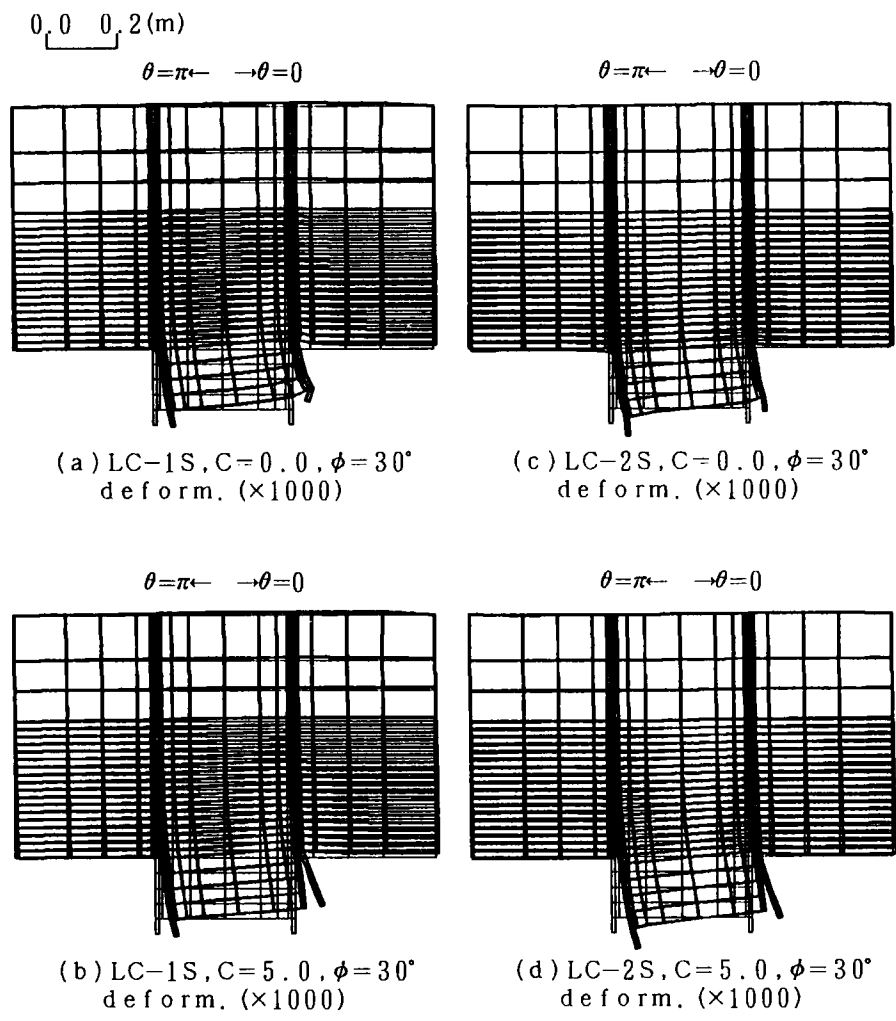 0.0 0.2(m)
θ=π← →θ=0
θ=π← →θ=0
(a) LC-1S, C=0.0, φ=30°
deform. (×1000)
(c) LC-2S, C=0.0, φ=30°
deform. (×1000)
θ=π← →θ=0
θ=π← →θ=0
(b) LC-1S, C=5.0, φ=30°
deform. (×1000)
(d) LC-2S, C=5.0, φ=30°
deform. (×1000)